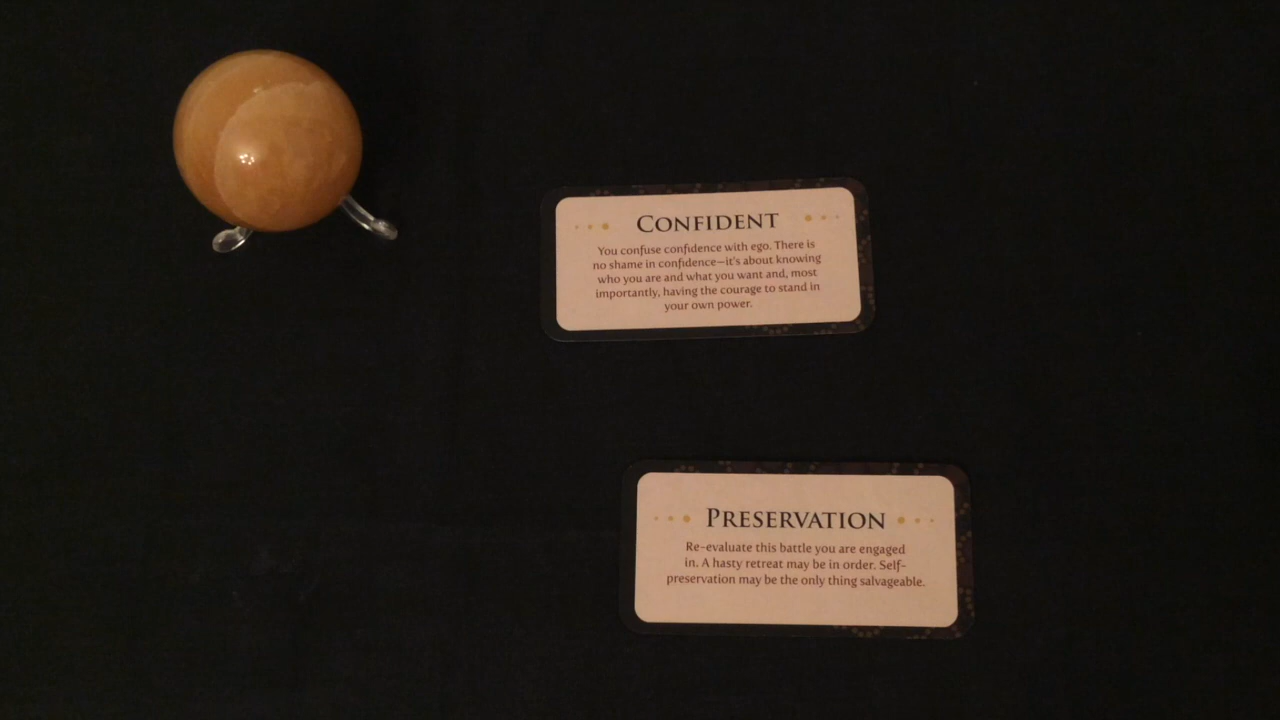 CONFIDENT
You confuse confidence with ego. There is
no shame in confidence—it's about knowing
who you are and what you want and, most
importantly, having the courage to stand in
your own power.
PRESERVATION
Re-evaluate this battle you are engaged
in. A hasty retreat may be in order. Self-
preservation may be the only thing salvageable.